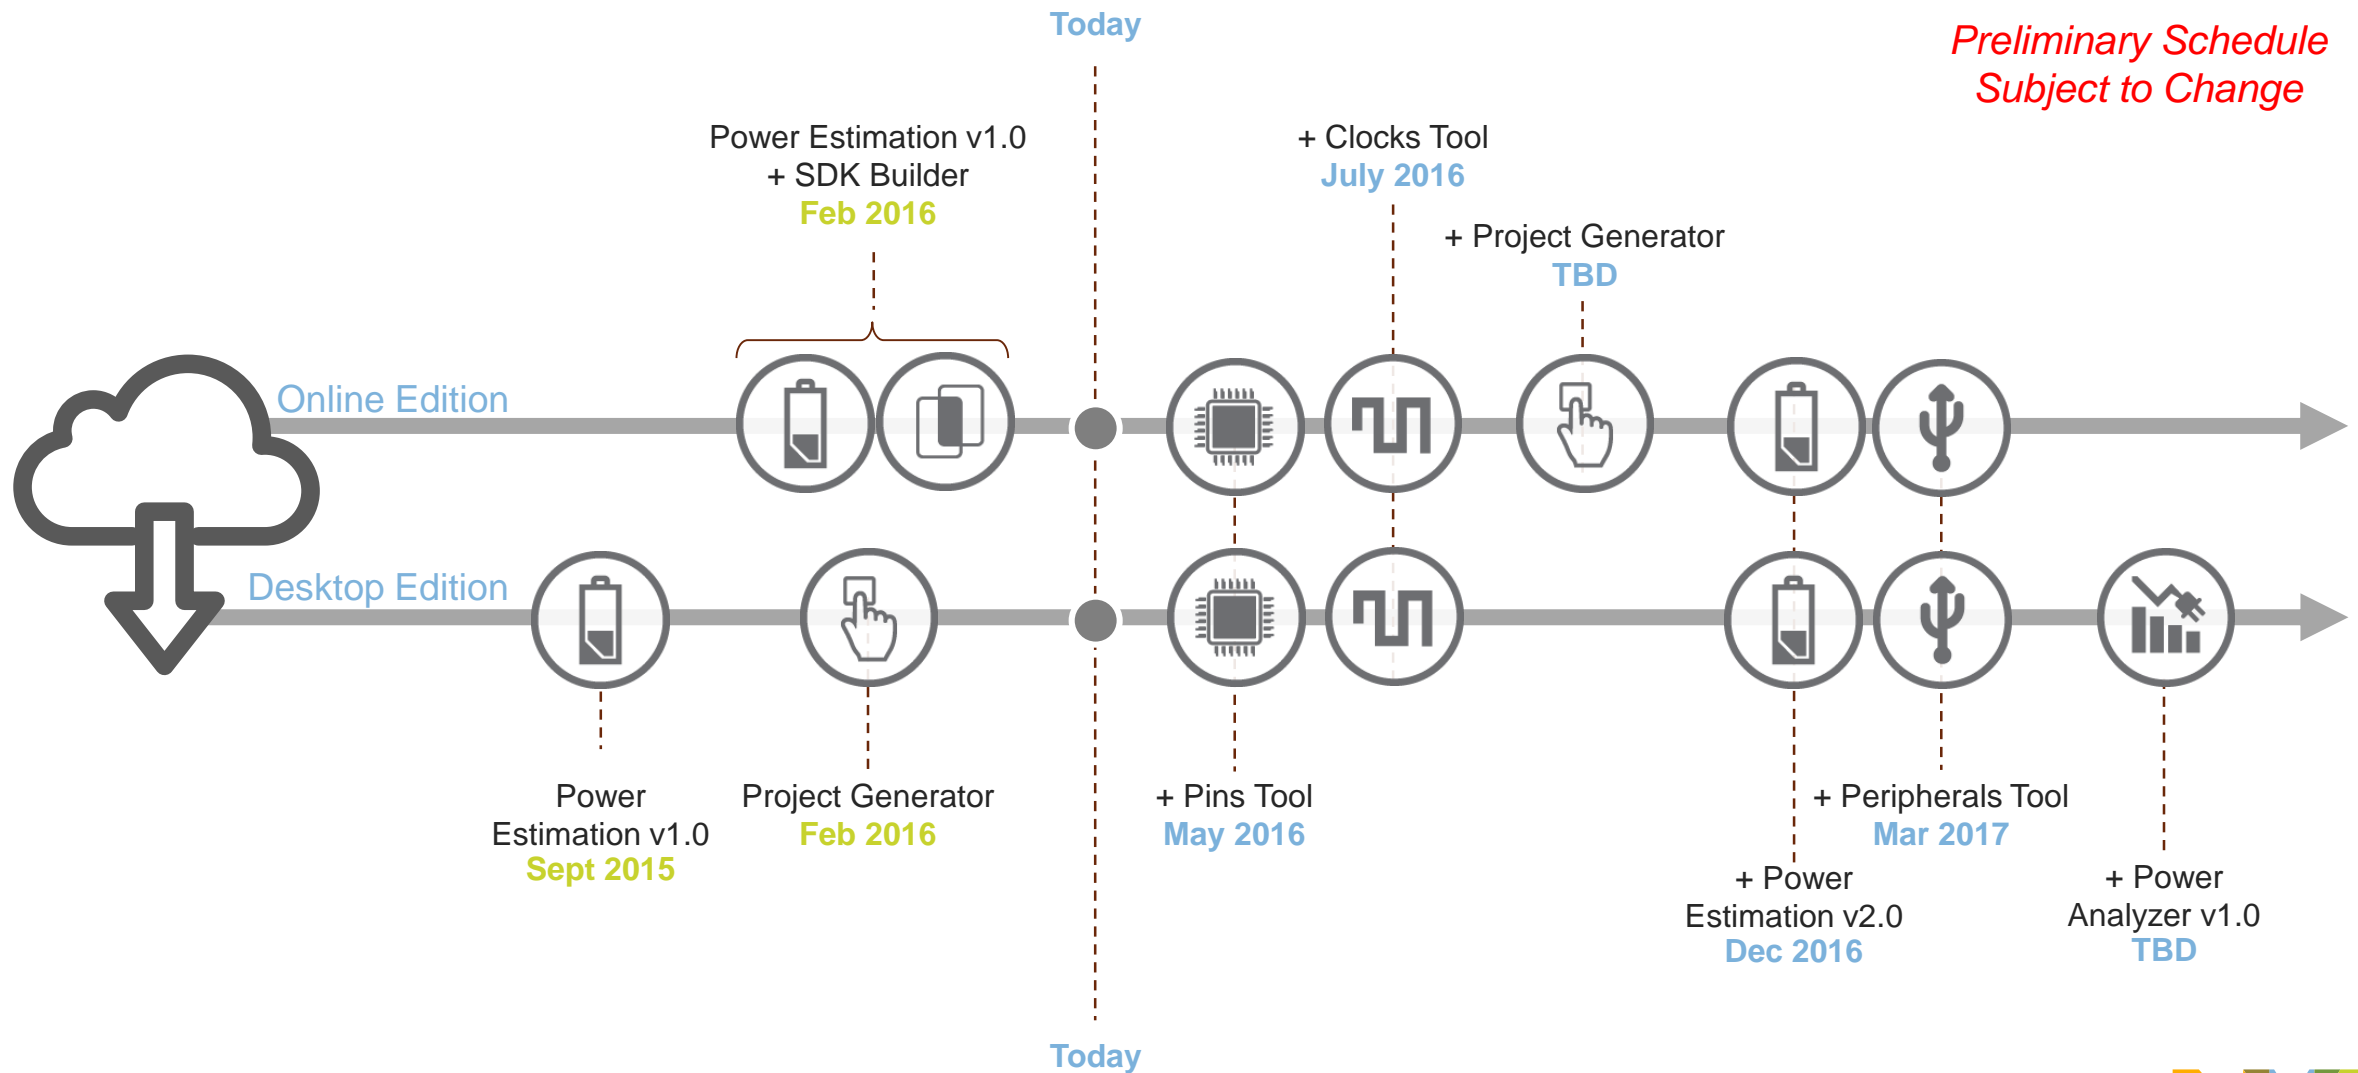 Today
Preliminary Schedule
Subject to Change
Power Estimation v1.0
+ SDK Builder
Feb 2016
+ Clocks Tool
July 2016
+ Project Generator
TBD
Online Edition
Desktop Edition
Power
Estimation v1.0
Sept 2015
Project Generator
Feb 2016
+ Pins Tool
May 2016
+ Peripherals Tool
Mar 2017
+ Power
Estimation v2.0
Dec 2016
+ Power
Analyzer v1.0
TBD
Today